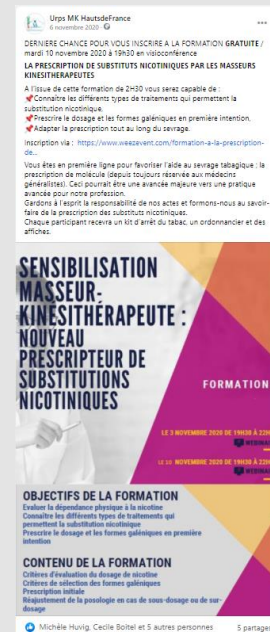 Urps MK HautsdeFrance
6 novembre 2020
DERNIERE CHANCE POUR VOUS INSCRIRE A LA FORMATION GRATUITE /
mardi 10 novembre 2020 à 19h30 en visioconférence
LA PRESCRIPTION DE SUBSTITUTS NICOTINIQUES PAR LES MASSEURS
KINESITHERAPEUTES
A l'issue de cette formation de 2H30 vous serez capable de :
📌Connaitre les différents types de traitements qui permettent la
substitution nicotinique.
📌Prescrire le dosage et les formes galéniques en première intention.
📌Adapter la prescription tout au long du sevrage.
Inscription via : https://www.weezevent.com/formation-a-la-prescription-
de...
Vous êtes en première ligne pour favoriser l'aide au sevrage tabagique : la
prescription de molécule (depuis toujours réservée aux médecins
généralistes). Ceci pourrait être une avancée majeure vers une pratique
avancée pour notre profession.
Gardons à l'esprit la responsabilité de nos actes et formons-nous au savoir-
faire de la prescription des substituts nicotiniques.
Chaque participant recevra un kit d'arrêt du tabac, un ordonnancier et des
affiches.
SENSIBILISATION
MASSEUR-
KINÉSITHÉRAPEUTE :
NOUVEAU
PRESCRIPTEUR DE
SUBSTITUTIONS
NICOTINIQUES
FORMATION
LE 3 NOVEMBRE 2020 DE 19H30 À 22H
WEBINA
LE 10 NOVEMBRE 2020 DE 19H30 À 22H
WEBINA
OBJECTIFS DE LA FORMATION
Evaluer la dépendance physique à la nicotine
Connaître les différents types de traitements qui
permettent la substitution nicotinique
Prescrire le dosage et les formes galéniques en première
intention
CONTENU DE LA FORMATION
Critères d'évaluation du dosage de nicotine
Critères de sélection des formes galéniques
Prescription initiale
Réajustement de la posologie en cas de sous-dosage ou de sur-
dosage
Michèle Huvig, Cecile Boitel et 5 autres personnes
5 partages